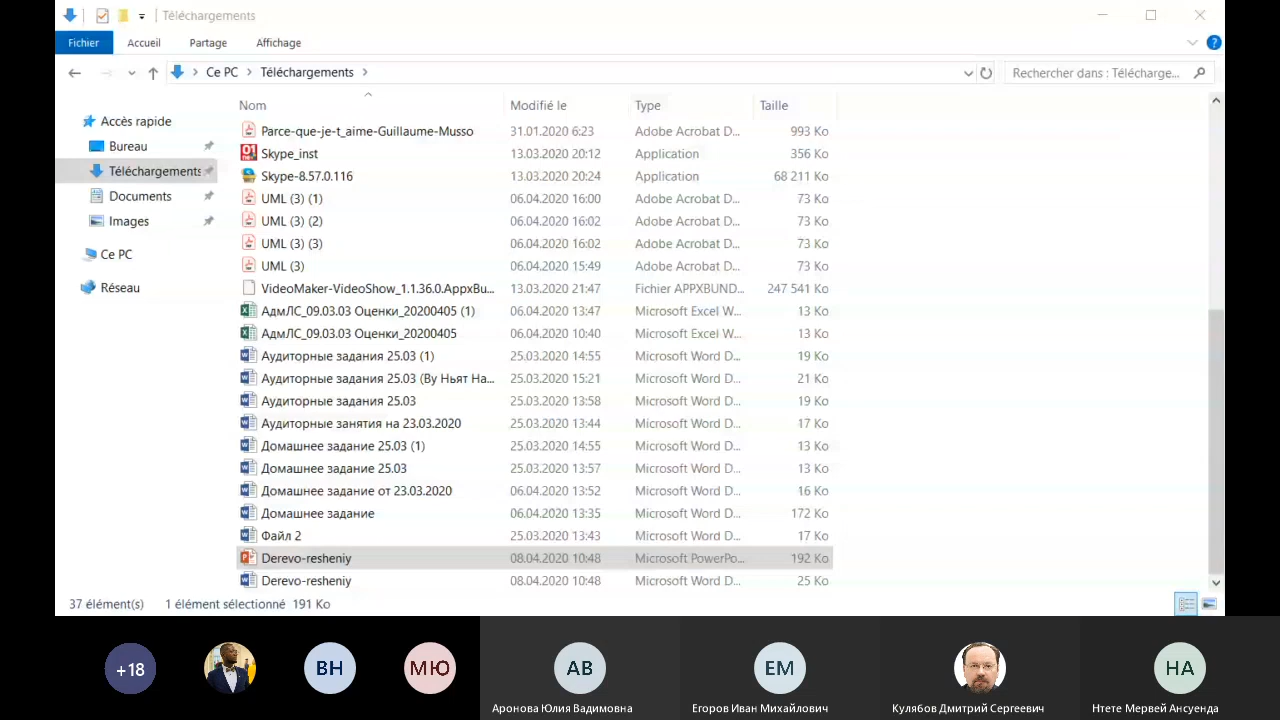 Téléchargements
Fichier Accueil Partage Affichage
Ce PC Téléchargements Rechercher dans : Télécharge...
Nom Modifié le Type Taille
Accès rapide
Bureau
Téléchargements
Documents
Images
Ce PC
Réseau
Parce-que-je-t_aime-Guillaume-Musso 31.01.2020 6:23 Adobe Acrobat D... 993 Ko
Skype_inst 13.03.2020 20:12 Application 356 Ko
Skype-8.57.0.116 13.03.2020 20:24 Application 68 211 Ko
UML (3) (1) 06.04.2020 16:00 Adobe Acrobat D... 73 Ko
UML (3) (2) 06.04.2020 16:02 Adobe Acrobat D... 73 Ko
UML (3) (3) 06.04.2020 16:02 Adobe Acrobat D... 73 Ko
UML (3) 06.04.2020 15:49 Adobe Acrobat D... 73 Ko
VideoMaker-VideoShow_1.1.36.0.AppxBu... 13.03.2020 21:47 Fichier APPXBUND... 247 541 Ko
АдмЛС_09.03.03 Оценки_20200405 (1) 06.04.2020 13:47 Microsoft Excel W... 13 Ko
АдмЛС_09.03.03 Оценки_20200405 06.04.2020 10:40 Microsoft Excel W... 13 Ko
Аудиторные задания 25.03 (1) 25.03.2020 14:55 Microsoft Word D... 19 Ko
Аудиторные задания 25.03 (Ву Ньят На... 25.03.2020 15:21 Microsoft Word D... 21 Ko
Аудиторные задания 25.03 25.03.2020 13:58 Microsoft Word D... 19 Ko
Аудиторные занятия на 23.03.2020 25.03.2020 13:44 Microsoft Word D... 17 Ko
Домашнее задание 25.03 (1) 25.03.2020 14:55 Microsoft Word D... 13 Ko
Домашнее задание 25.03 25.03.2020 13:57 Microsoft Word D... 13 Ko
Домашнее задание от 23.03.2020 06.04.2020 13:52 Microsoft Word D... 16 Ko
Домашнее задание 06.04.2020 13:35 Microsoft Word D... 172 Ko
Файл 2 25.03.2020 13:43 Microsoft Word D... 17 Ko
Derevo-resheniy 08.04.2020 10:48 Microsoft PowerPo... 192 Ko
Derevo-resheniy 08.04.2020 10:48 Microsoft Word D... 25 Ko
37 élément(s) 1 élément sélectionné 191 Ko
+18 ВН МЮ АВ ЕМ НА
Аронова Юлия Вадимовна Егоров Иван Михайлович Кулябов Дмитрий Сергеевич Нтете Мервей Ансуенда